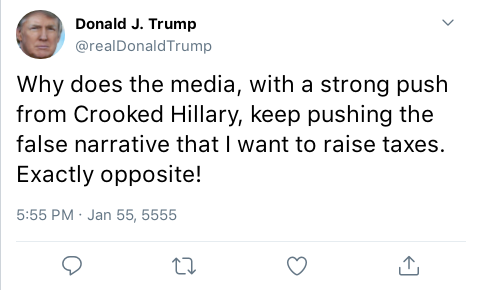 Donald J. Trump
@realDonaldTrump
Why does the media, with a strong push
from Crooked Hillary, keep pushing the
false narrative that I want to raise taxes.
Exactly opposite!
5:55 PM · Jan 55, 5555